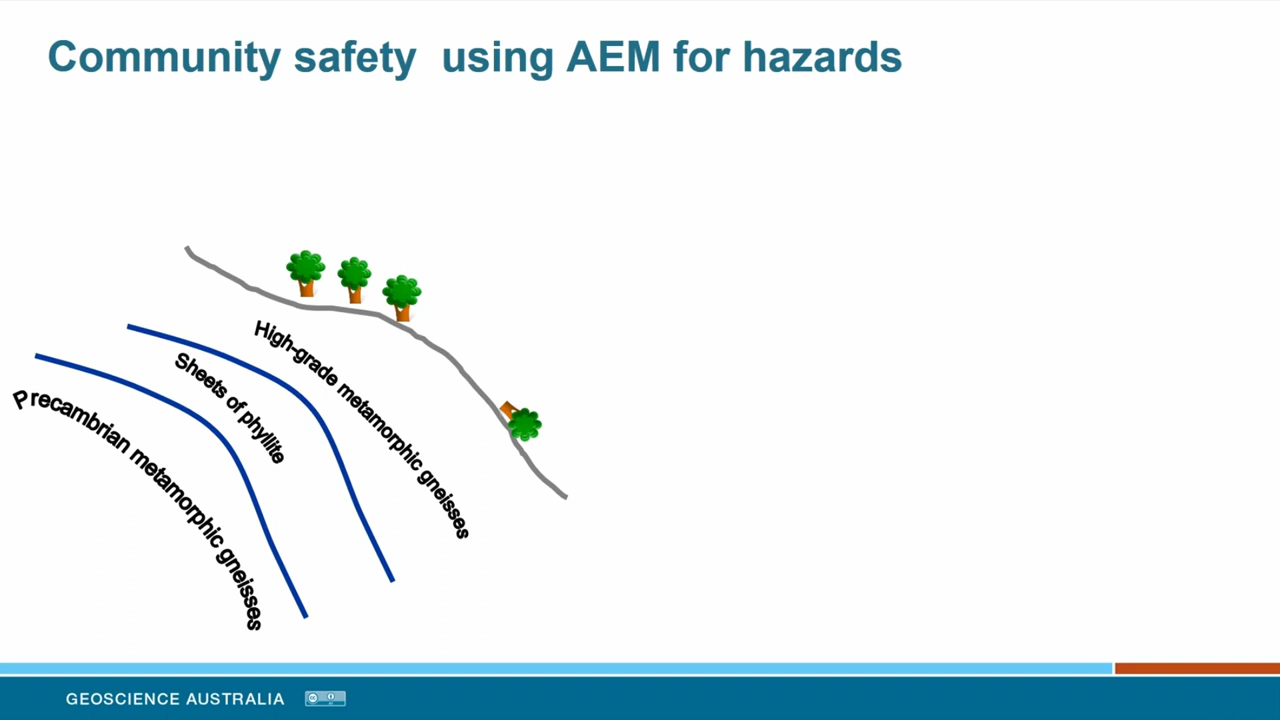 Community safety  using AEM for hazards
High-grade metamorphic gneisses
Sheets of phyllite
Precambrian metamorphic gneisses
GEOSCIENCE AUSTRALIA